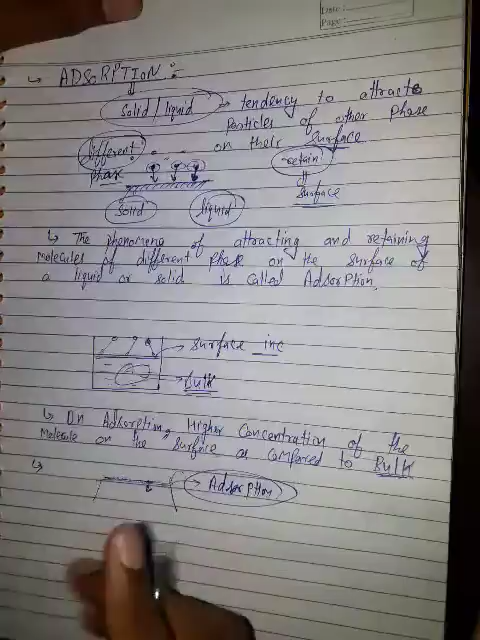 Date:
Page:
↳ ADSORPTION :-
Solid / liquid → tendency to attracts
Particles of other phase
on their surface
different
phase
retain
surface
solid
liquid
↳ The phenomena of attracting and retaining
Molecules of different Phase on the surface of
a liquid or solid is called Adsorption.
→ Surface inc
→ Bulk
↳ On Adsorption, Higher Concentration of the
Molecule on the surface as compared to Bulk
↳
→ Adsorption